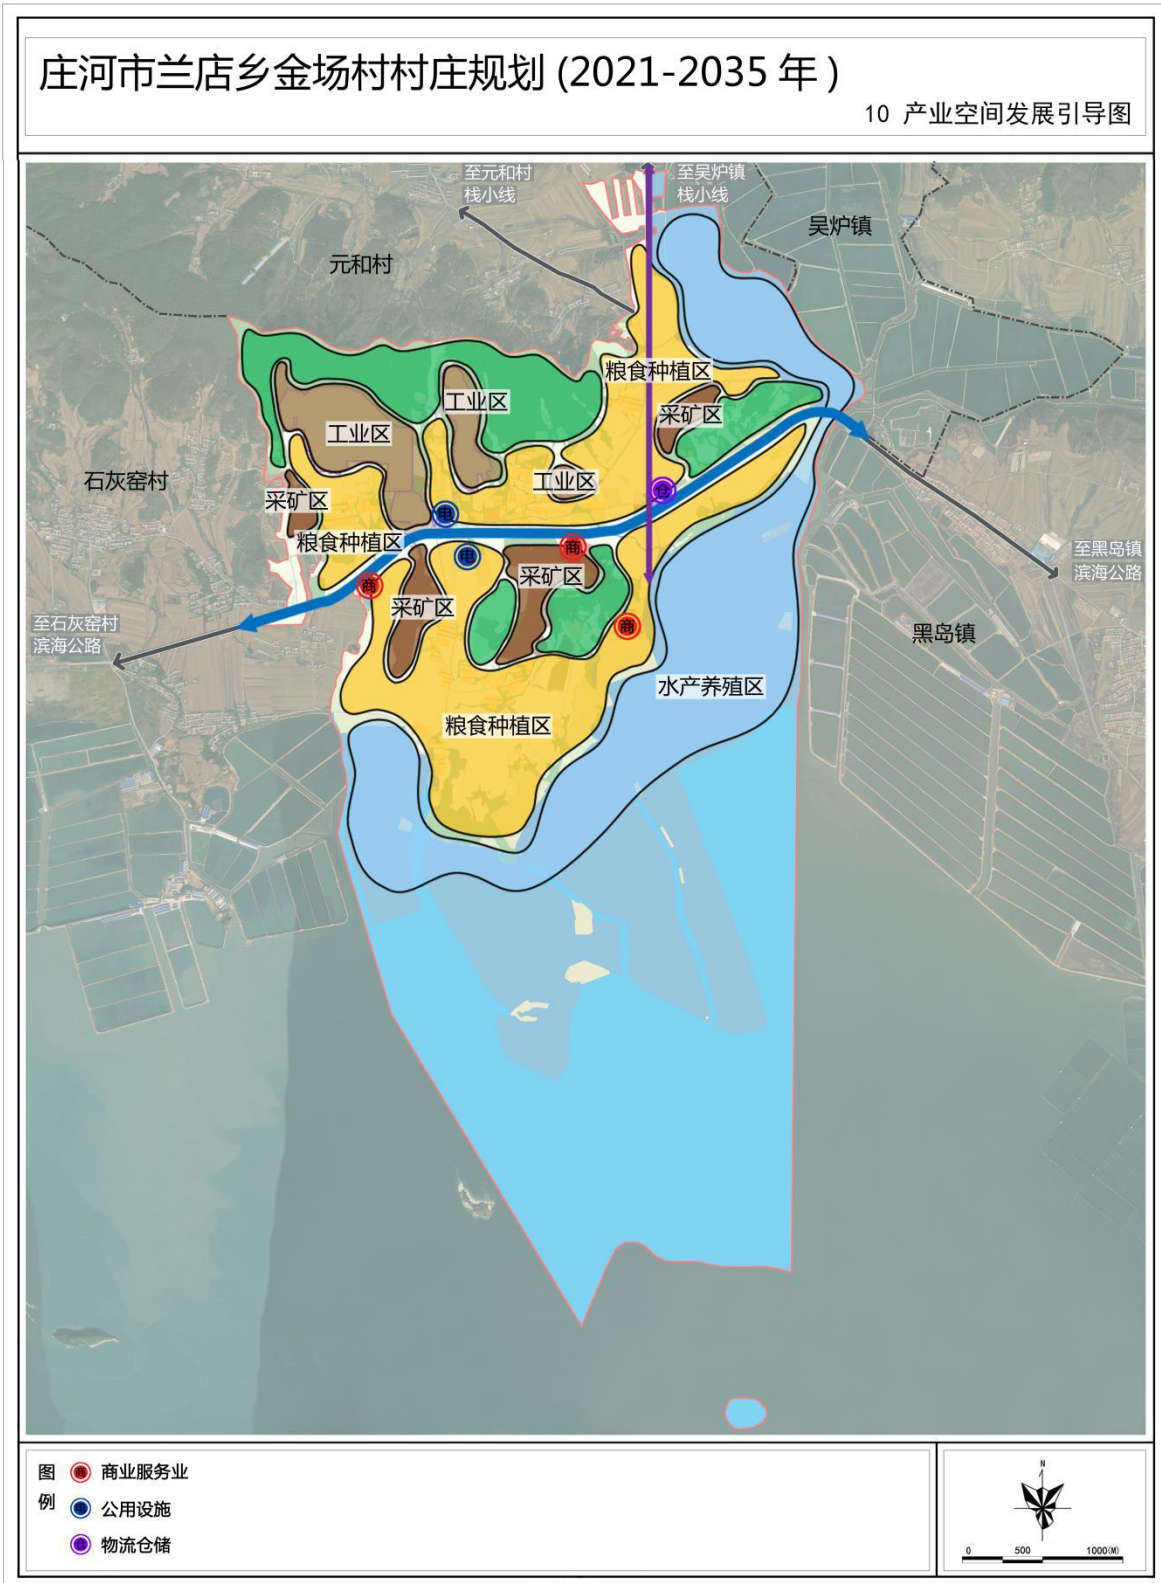 庄河市兰店乡金场村村庄规划 (2021-2035 年 )
10 产业空间发展引导图
至元和村
栈小线
至吴炉镇
栈小线
吴炉镇
元和村
粮食种植区
工业区
采矿区
工业区
石灰窑村
工业区
采矿区
仓
电
粮食种植区
商
电
至黑岛镇
滨海公路
采矿区
商
采矿区
至石灰窑村
滨海公路
商
黑岛镇
水产养殖区
粮食种植区
图
例
商 商业服务业
电 公用设施
仓 物流仓储
N
0 500 1000(M)